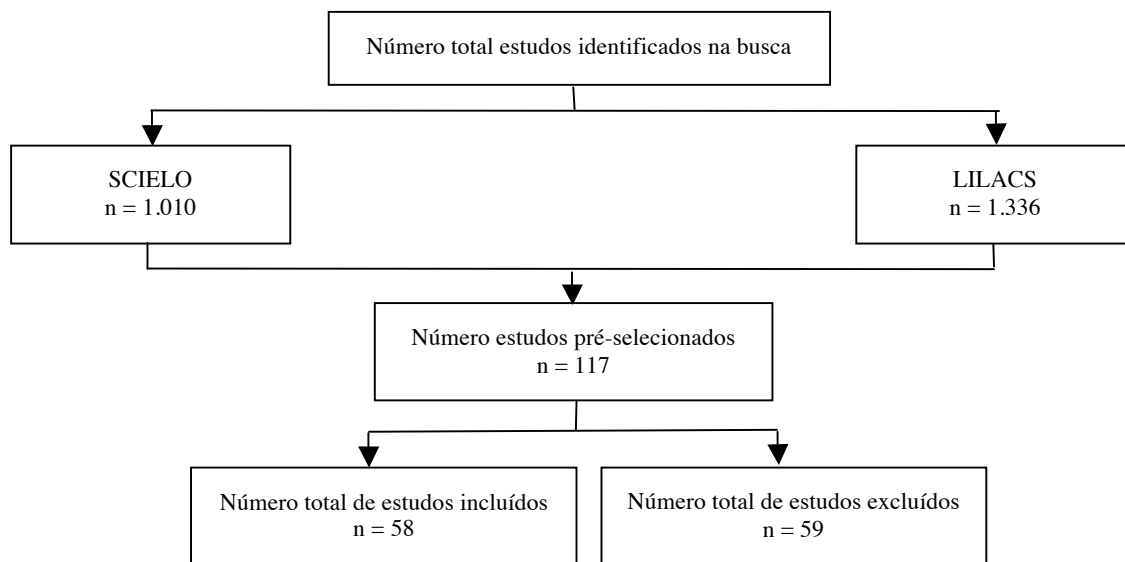 Número total estudos identificados na busca
SCIELO
n = 1.010
LILACS
n = 1.336
Número estudos pré-selecionados
n = 117
Número total de estudos incluídos
n = 58
Número total de estudos excluídos
n = 59